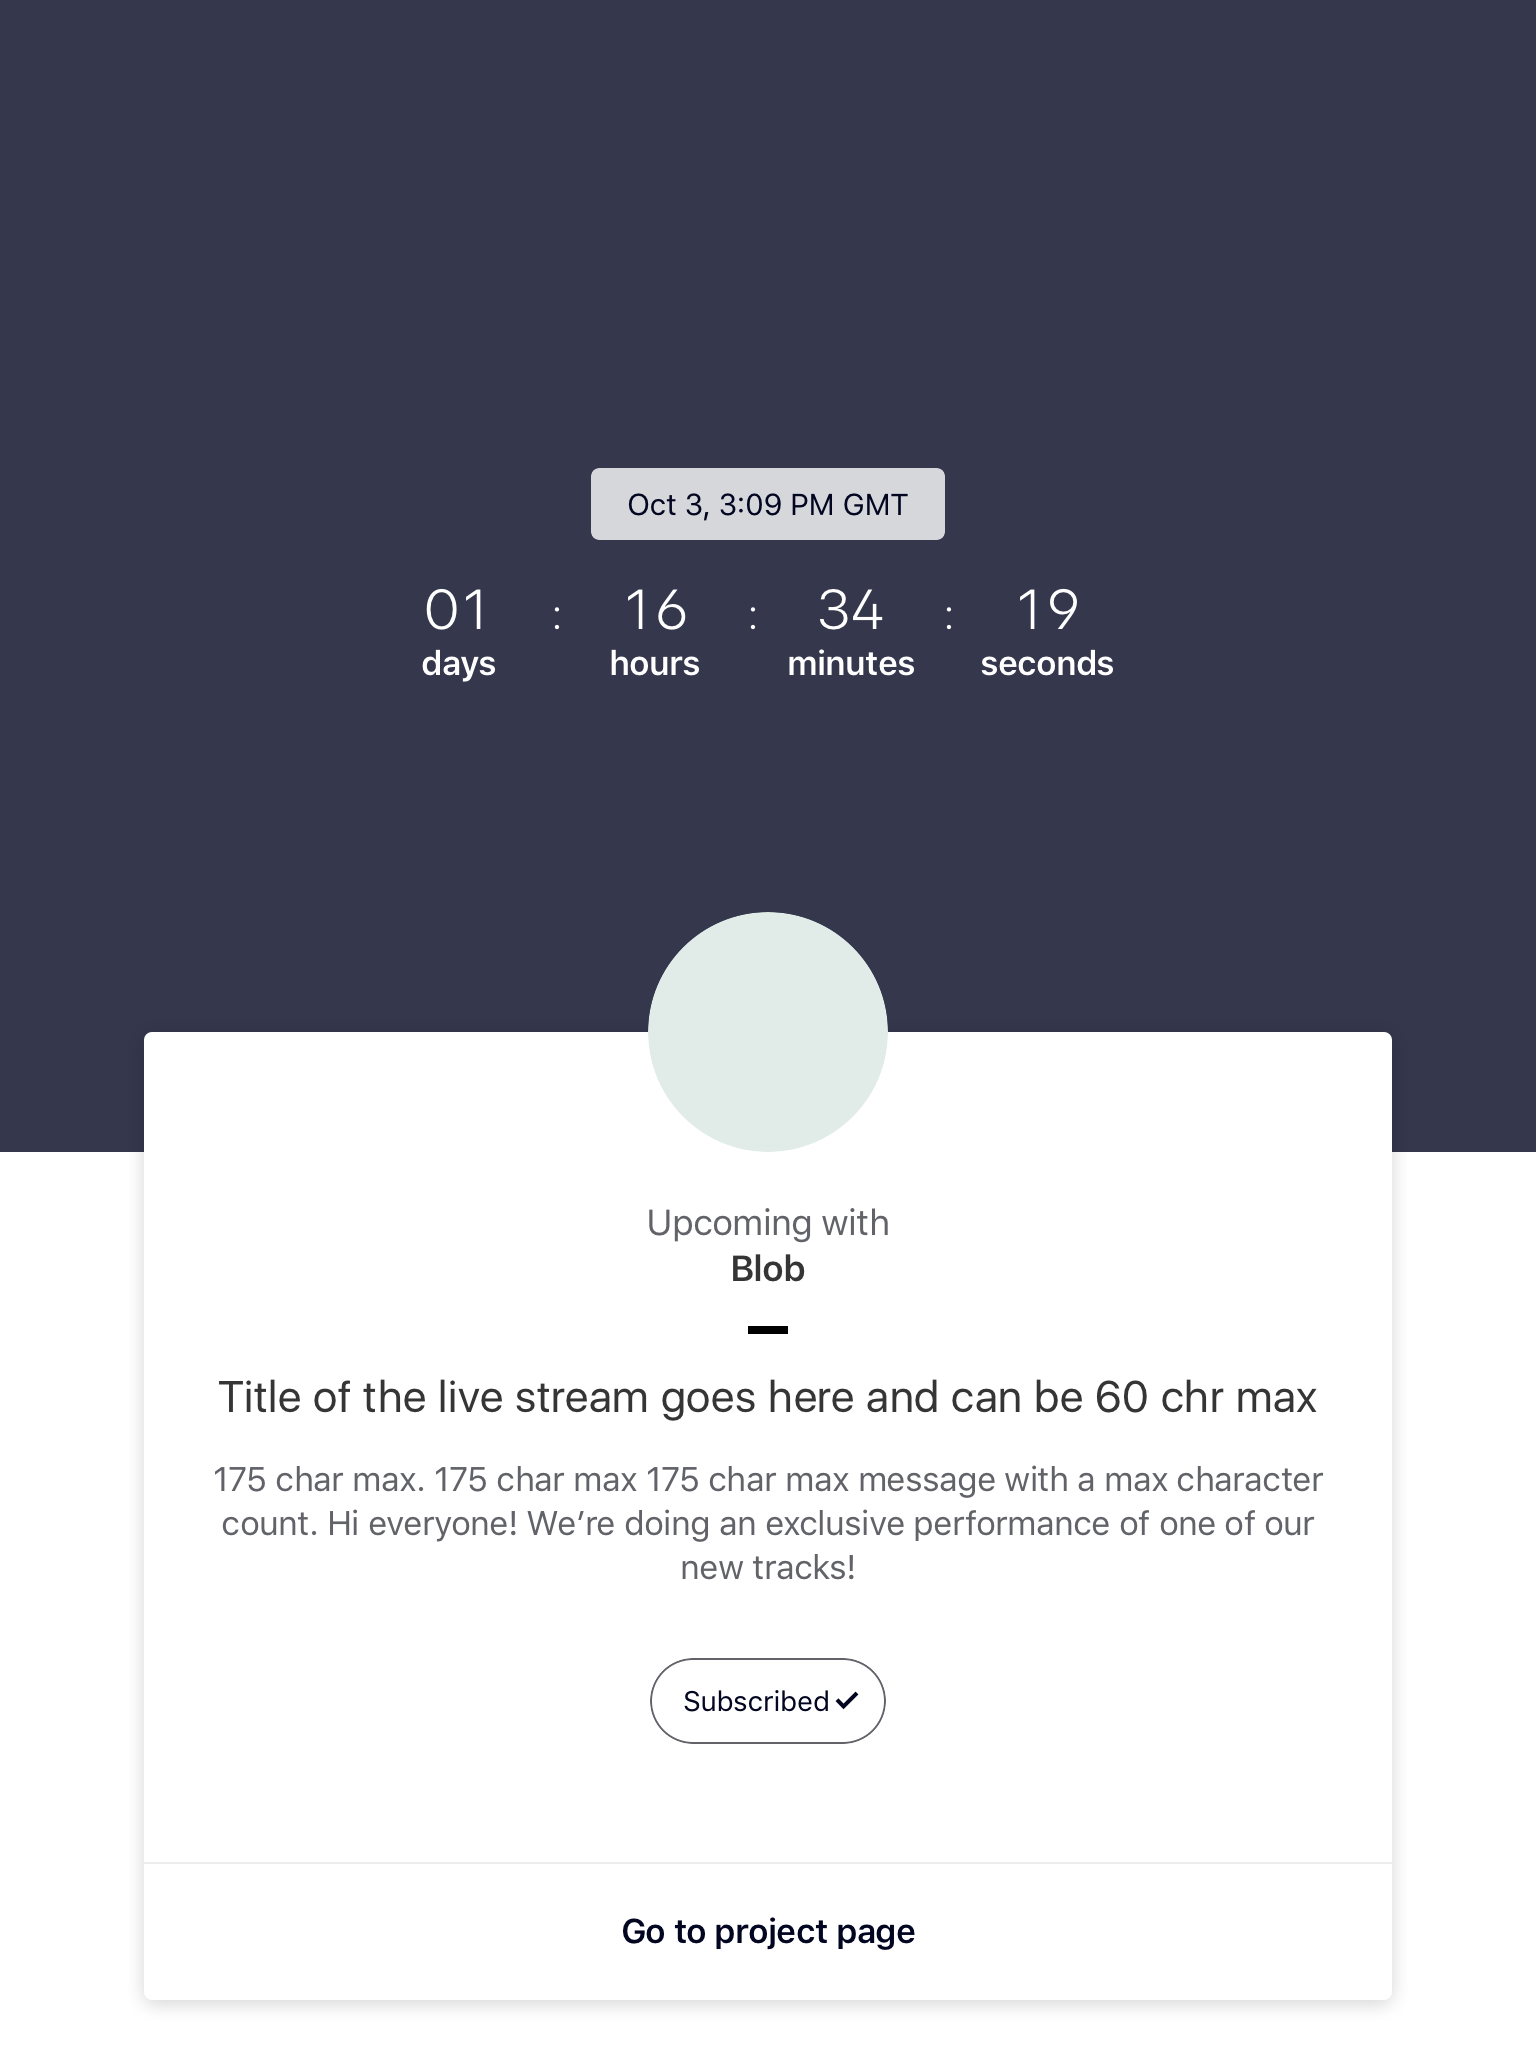 Oct 3, 3:09 PM GMT
01 : 16 : 34 : 19
days hours minutes seconds
Upcoming with
Blob
Title of the live stream goes here and can be 60 chr max
175 char max. 175 char max 175 char max message with a max character
count. Hi everyone! We’re doing an exclusive performance of one of our
new tracks!
Subscribed
Go to project page